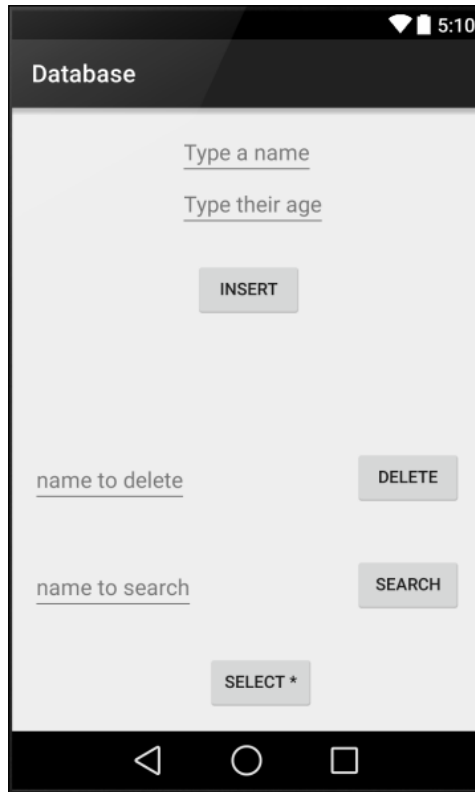 5:10
Database
Type a name
Type their age
INSERT
name to delete
DELETE
name to search
SEARCH
SELECT *